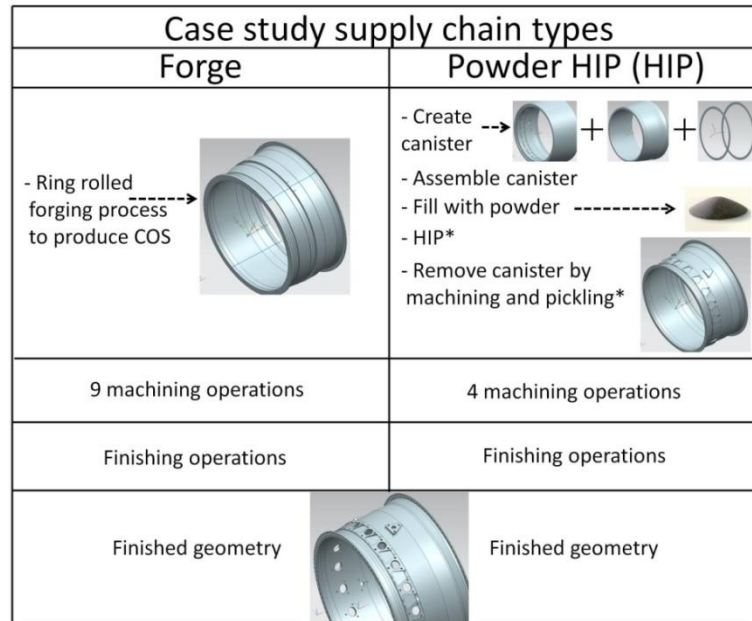 Case study supply chain types
Forge
Powder HIP (HIP)
- Ring rolled
forging process
to produce COS
- Create
canister
+
+
- Assemble canister
- Fill with powder
- HIP*
- Remove canister by
machining and pickling*
9 machining operations
4 machining operations
Finishing operations
Finishing operations
Finished geometry
Finished geometry